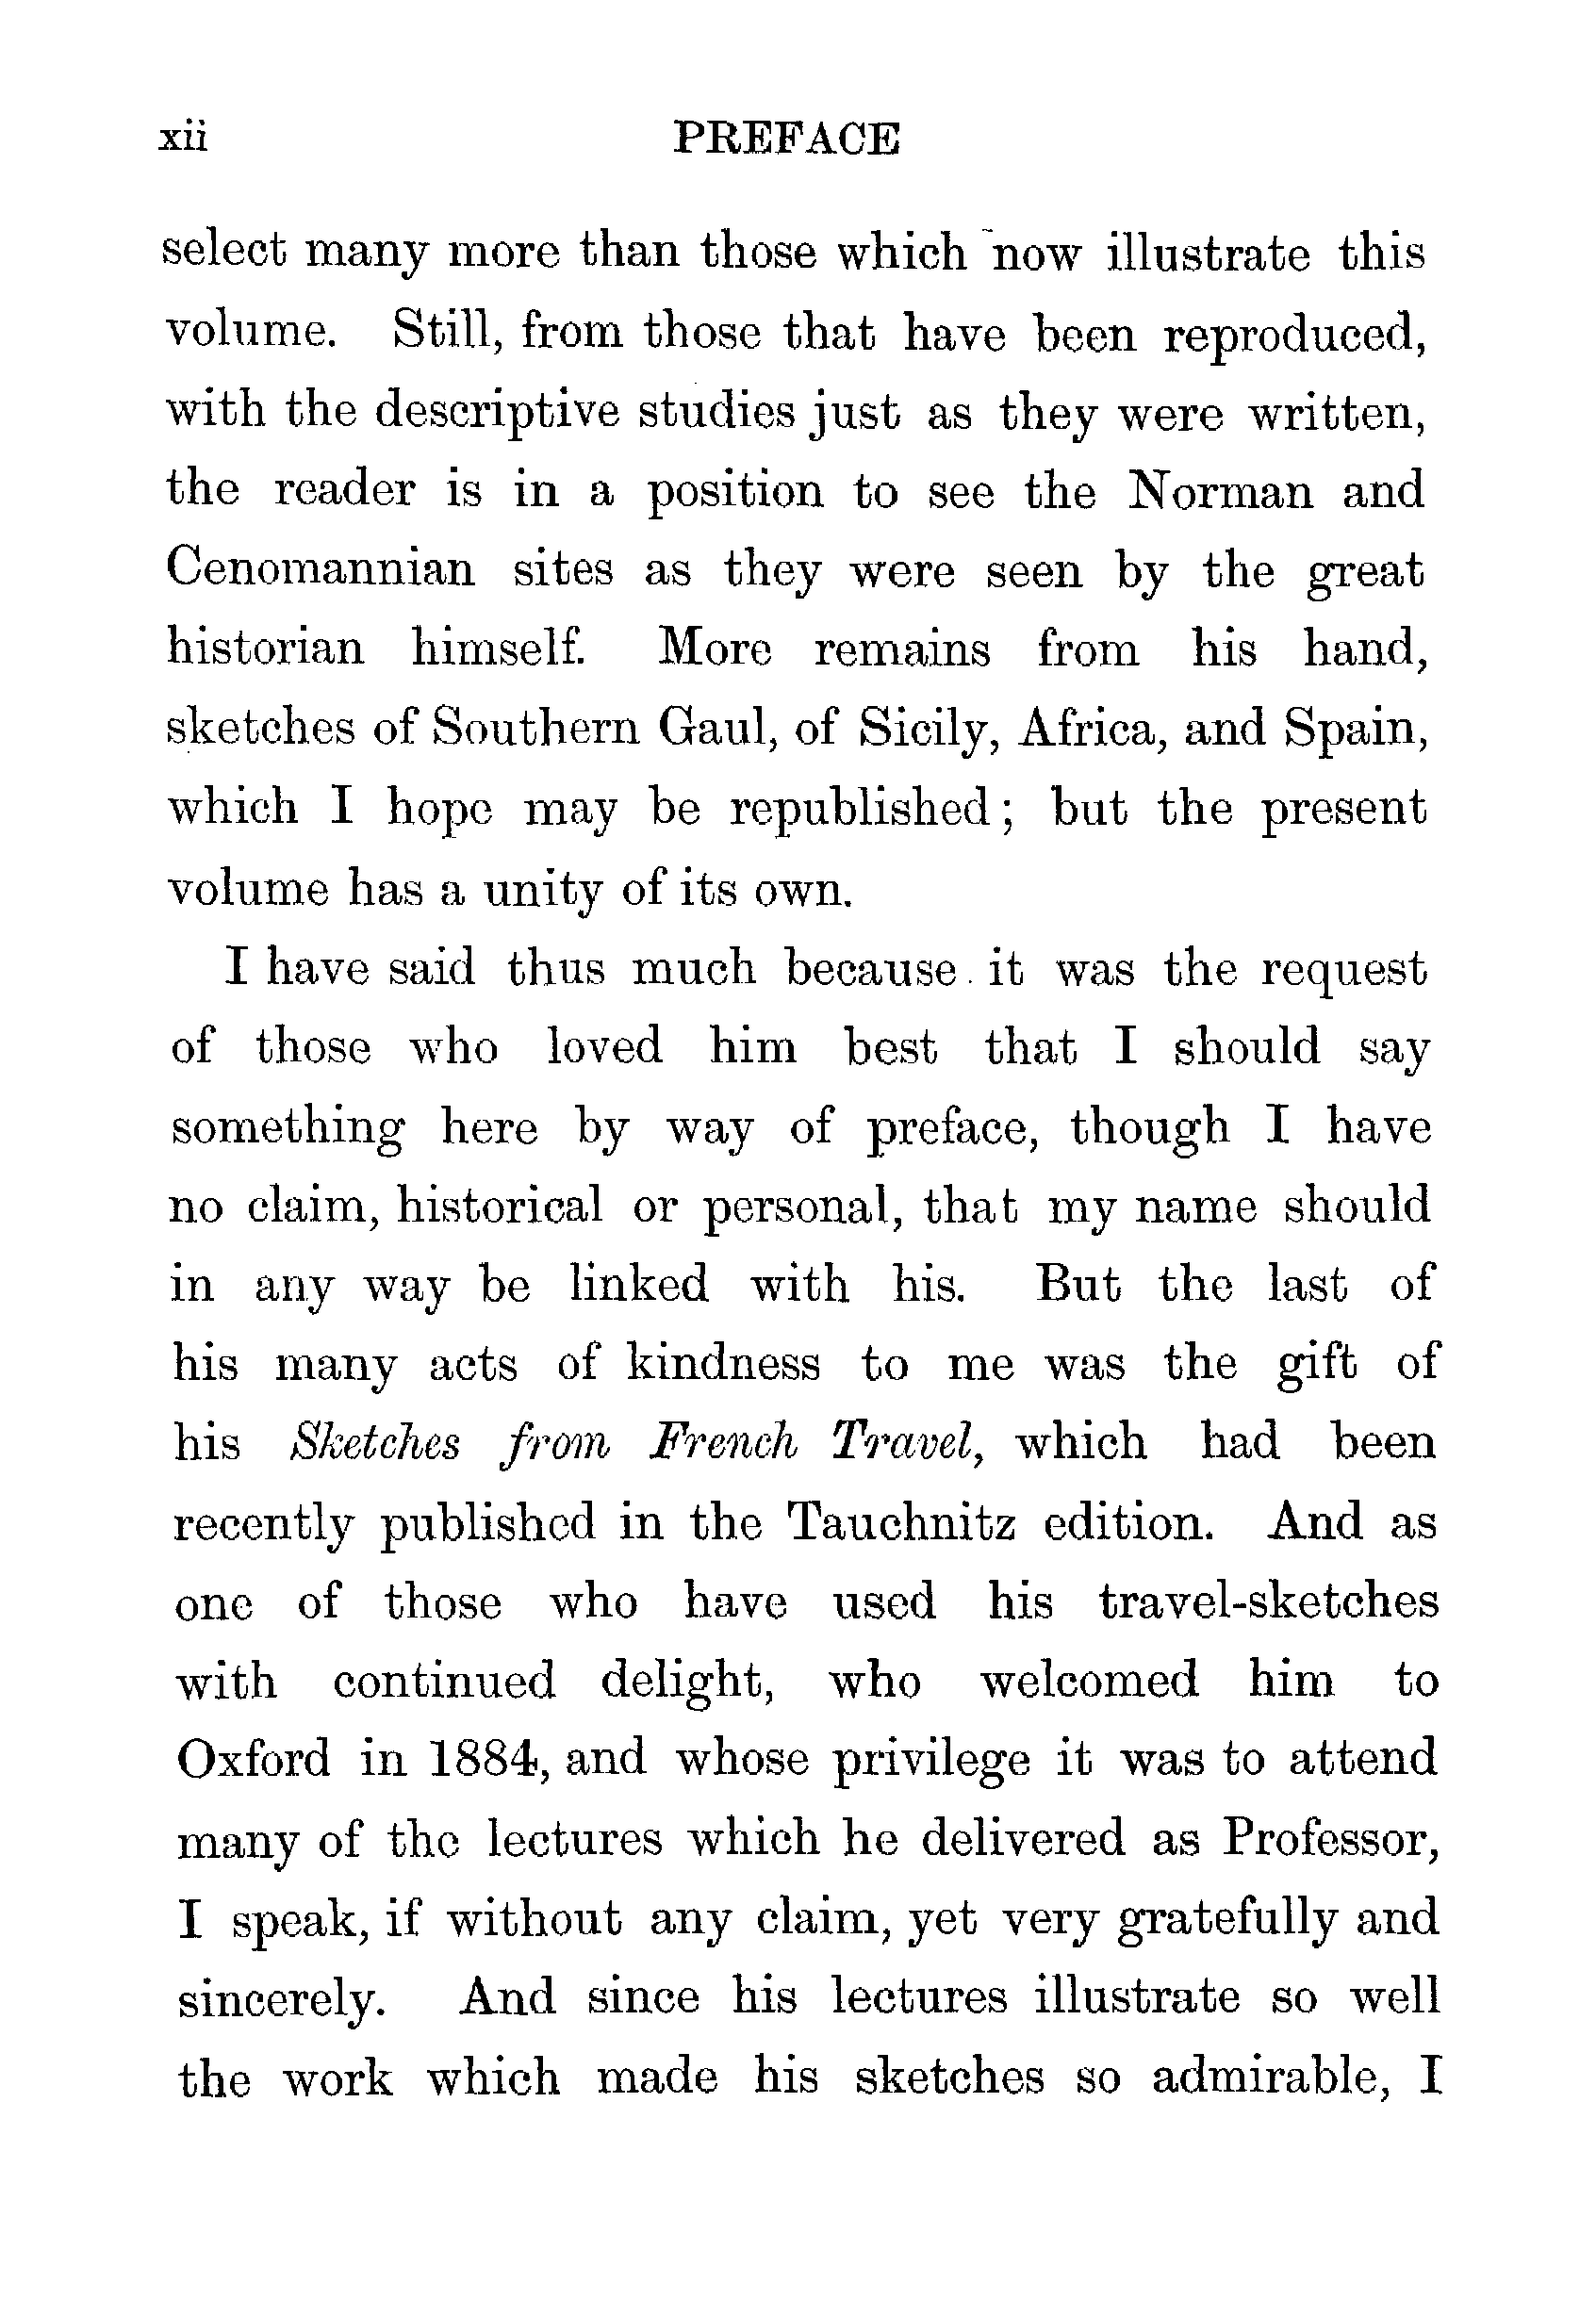 xii PREFACE
select many more than those which now illustrate this
volume. Still, from those that have been reproduced,
with the descriptive studies just as they were written,
the reader is in a position to see the Norman and
Cenomannian sites as they were seen by the great
historian himself. More remains from his hand,
sketches of Southern Gaul, of Sicily, Africa, and Spain,
which I hope may be republished; but the present
volume has a unity of its own.
I have said thus much because it was the request
of those who loved him best that I should say
something here by way of preface, though I have
no claim, historical or personal, that my name should
in any way be linked with his. But the last of
his many acts of kindness to me was the gift of
his Sketches from French Travel, which had been
recently published in the Tauchnitz edition. And as
one of those who have used his travel-sketches
with continued delight, who welcomed him to
Oxford in 1884, and whose privilege it was to attend
many of the lectures which he delivered as Professor,
I speak, if without any claim, yet very gratefully and
sincerely. And since his lectures illustrate so well
the work which made his sketches so admirable, I